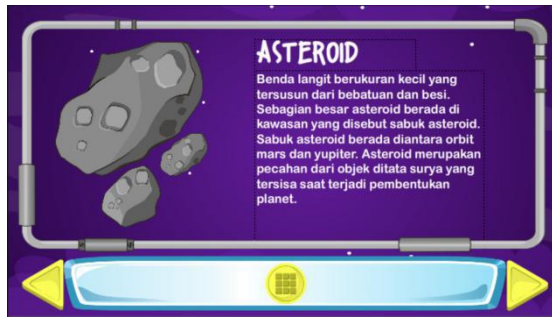 ASTEROID
Benda langit berukuran kecil yang
tersusun dari bebatuan dan besi.
Sebagian besar asteroid berada di
kawasan yang disebut sabuk asteroid.
Sabuk asteroid berada diantara orbit
mars dan yupiter. Asteroid merupakan
pecahan dari objek ditata surya yang
tersisa saat terjadi pembentukan
planet.